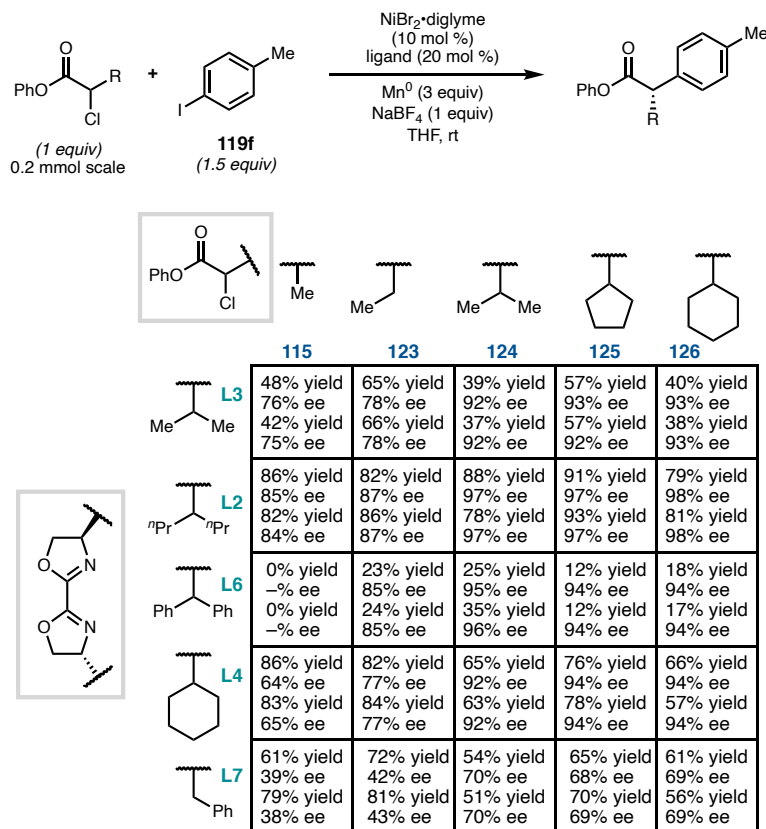 NiBr2•diglyme
(10 mol %)
ligand (20 mol %)
Mn0 (3 equiv)
NaBF4 (1 equiv)
THF, rt
O
PhO
R
Cl
(1 equiv)
0.2 mmol scale
+
Me
I
119f
(1.5 equiv)
O
PhO
R
Me
O
PhO
Cl
Me
Me
Me Me
115 123 124 125 126
L3
Me Me
48% yield 65% yield 39% yield 57% yield 40% yield
76% ee 78% ee 92% ee 93% ee 93% ee
42% yield 66% yield 37% yield 57% yield 38% yield
75% ee 78% ee 92% ee 92% ee 93% ee
L2
nPr nPr
86% yield 82% yield 88% yield 91% yield 79% yield
85% ee 87% ee 97% ee 97% ee 98% ee
82% yield 86% yield 78% yield 93% yield 81% yield
84% ee 87% ee 97% ee 97% ee 98% ee
O N
O N
L6
Ph Ph
0% yield 23% yield 25% yield 12% yield 18% yield
–% ee 85% ee 95% ee 94% ee 94% ee
0% yield 24% yield 35% yield 12% yield 17% yield
–% ee 85% ee 96% ee 94% ee 94% ee
L4
86% yield 82% yield 65% yield 76% yield 66% yield
64% ee 77% ee 92% ee 94% ee 94% ee
83% yield 84% yield 63% yield 78% yield 57% yield
65% ee 77% ee 92% ee 94% ee 94% ee
L7
Ph
61% yield 72% yield 54% yield 65% yield 61% yield
39% ee 42% ee 70% ee 68% ee 69% ee
79% yield 81% yield 51% yield 70% yield 56% yield
38% ee 43% ee 70% ee 69% ee 69% ee